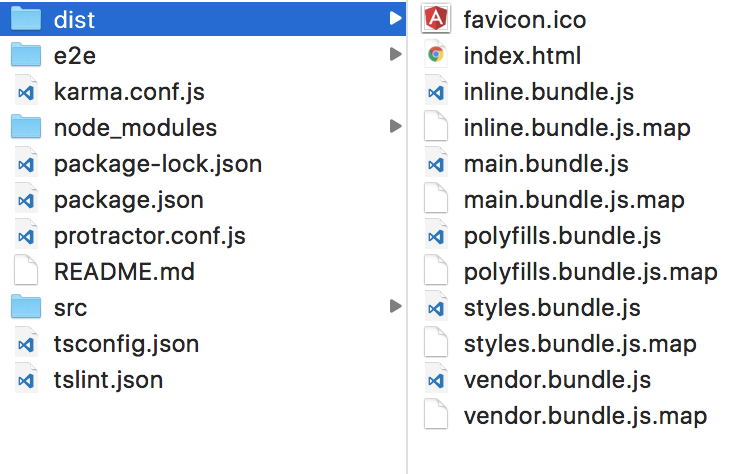 dist
e2e
karma.conf.js
node_modules
package-lock.json
package.json
protractor.conf.js
README.md
src
tsconfig.json
tslint.json
favicon.ico
index.html
inline.bundle.js
inline.bundle.js.map
main.bundle.js
main.bundle.js.map
polyfills.bundle.js
polyfills.bundle.js.map
styles.bundle.js
styles.bundle.js.map
vendor.bundle.js
vendor.bundle.js.map